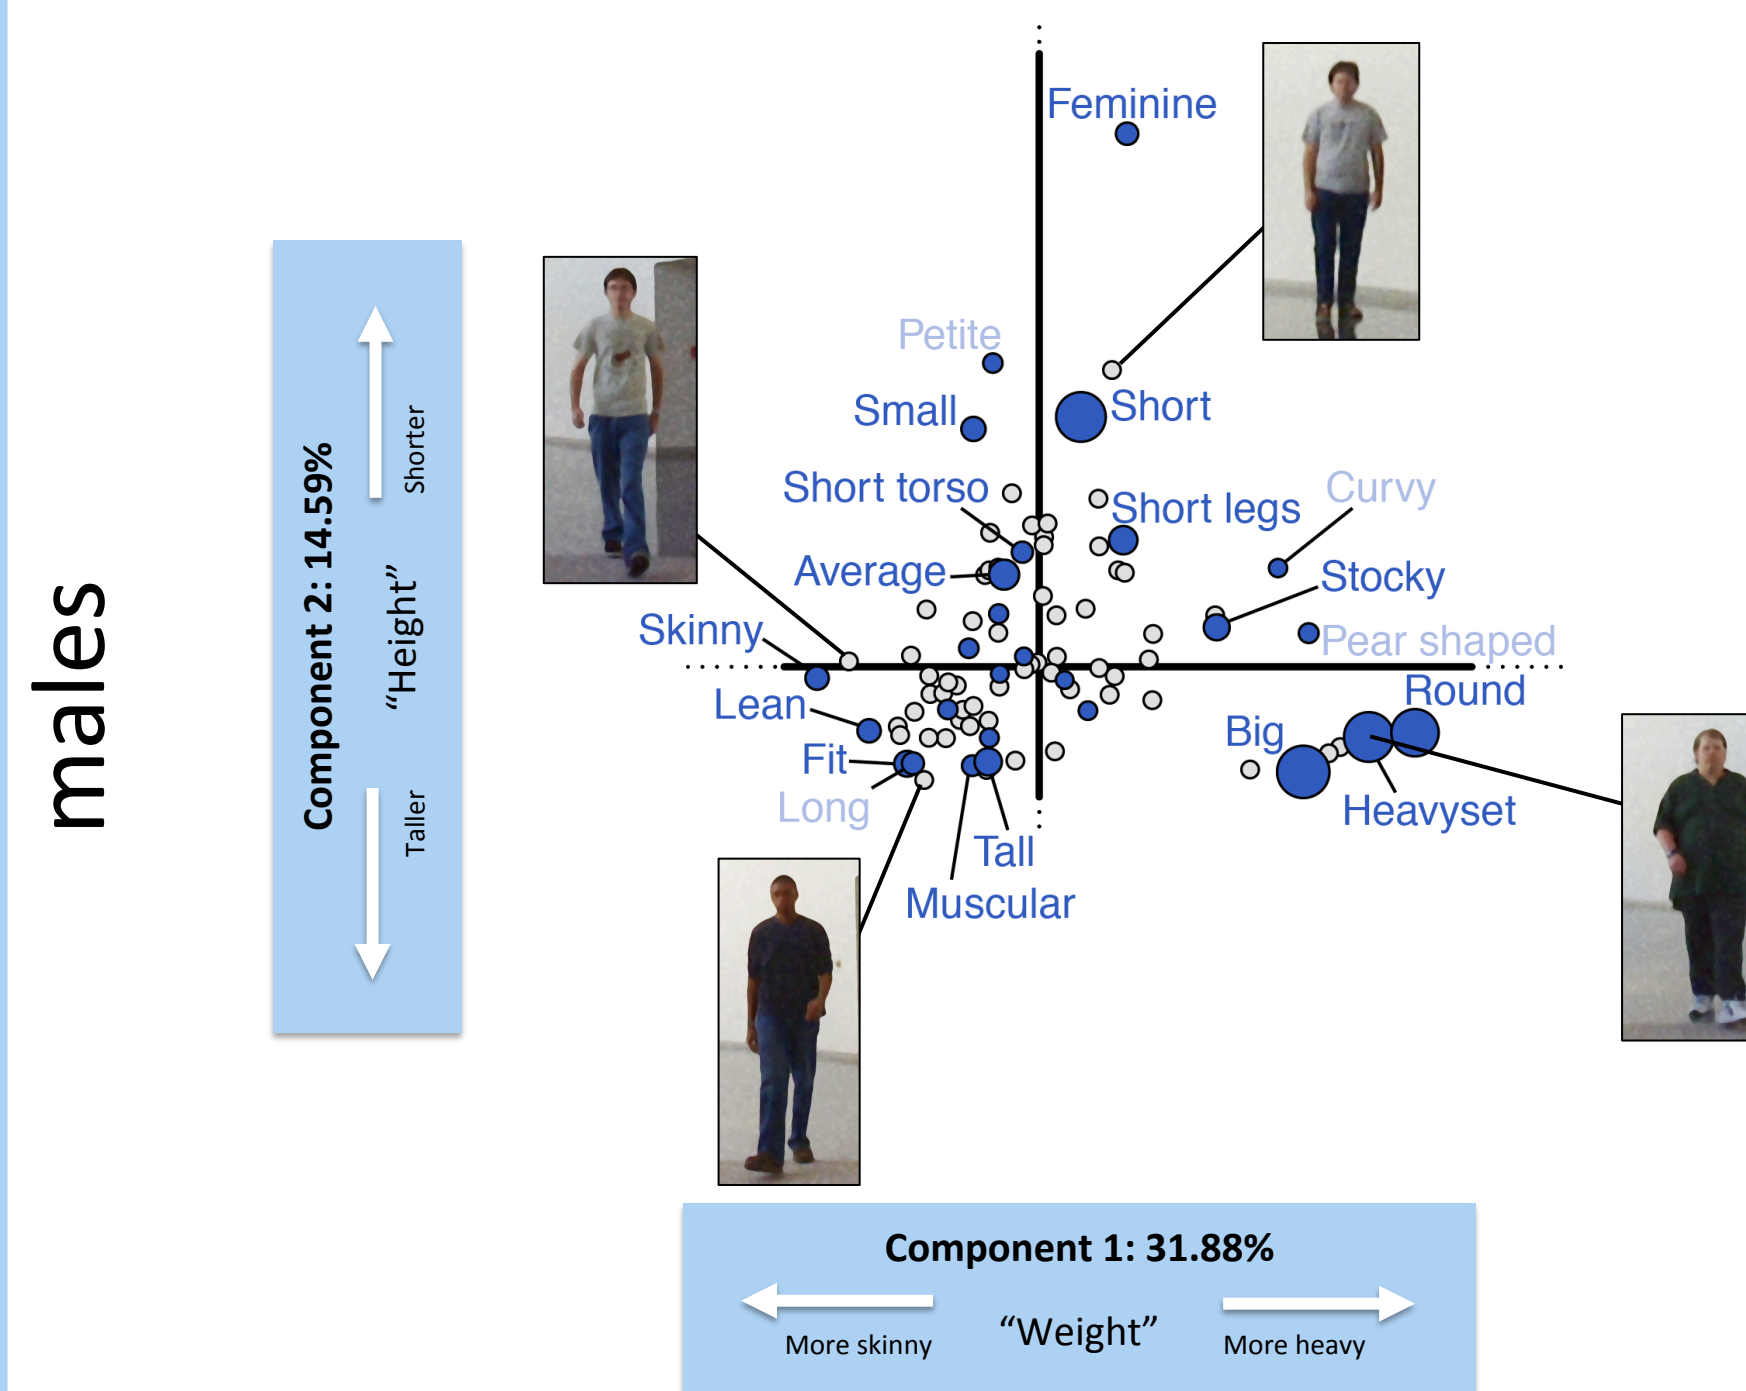 males
Component 2: 14.59%
“Height”
Shorter
Taller
Feminine
Petite
Small
Short
Short torso
Short legs
Curvy
Average
Stocky
Skinny
Pear shaped
Lean
Round
Big
Fit
Long
Heavyset
Tall
Muscular
Component 1: 31.88%
“Weight”
More skinny
More heavy